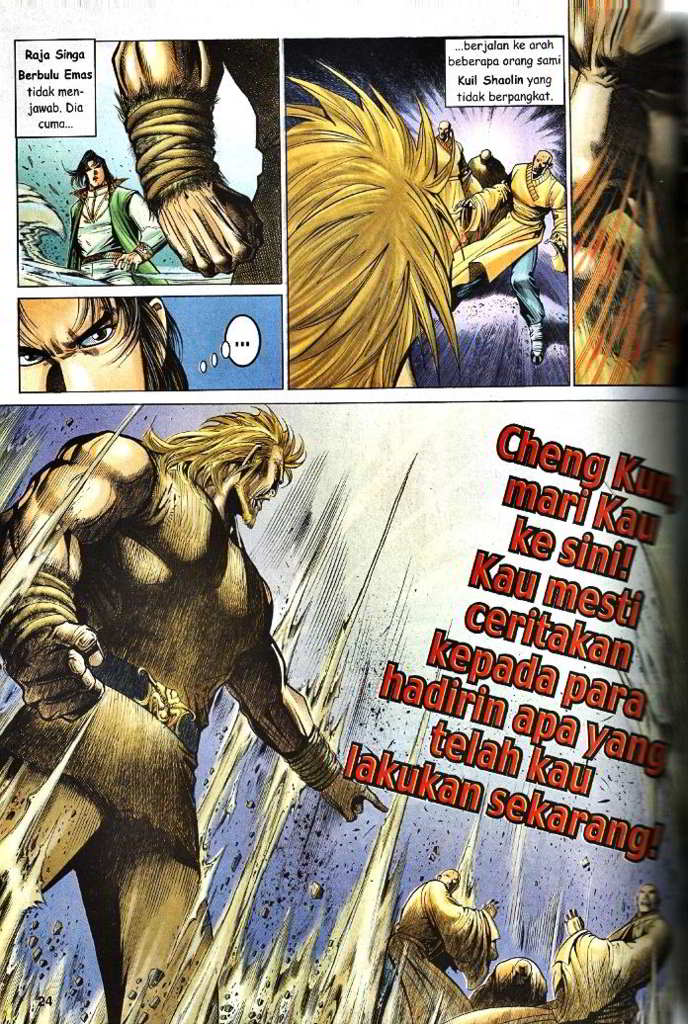 Raja Singa
Berbulu Emas
tidak men-
jawab. Dia
cuma...
...berjalan ke arah
beberapa orang sami
Kuil Shaolin yang
tidak berpangkat.
...
Cheng Kun,
mari Kau
ke sini!
Kau mesti
ceritakan
kepada para
hadirin apa yang
telah kau
lakukan sekarang!
24